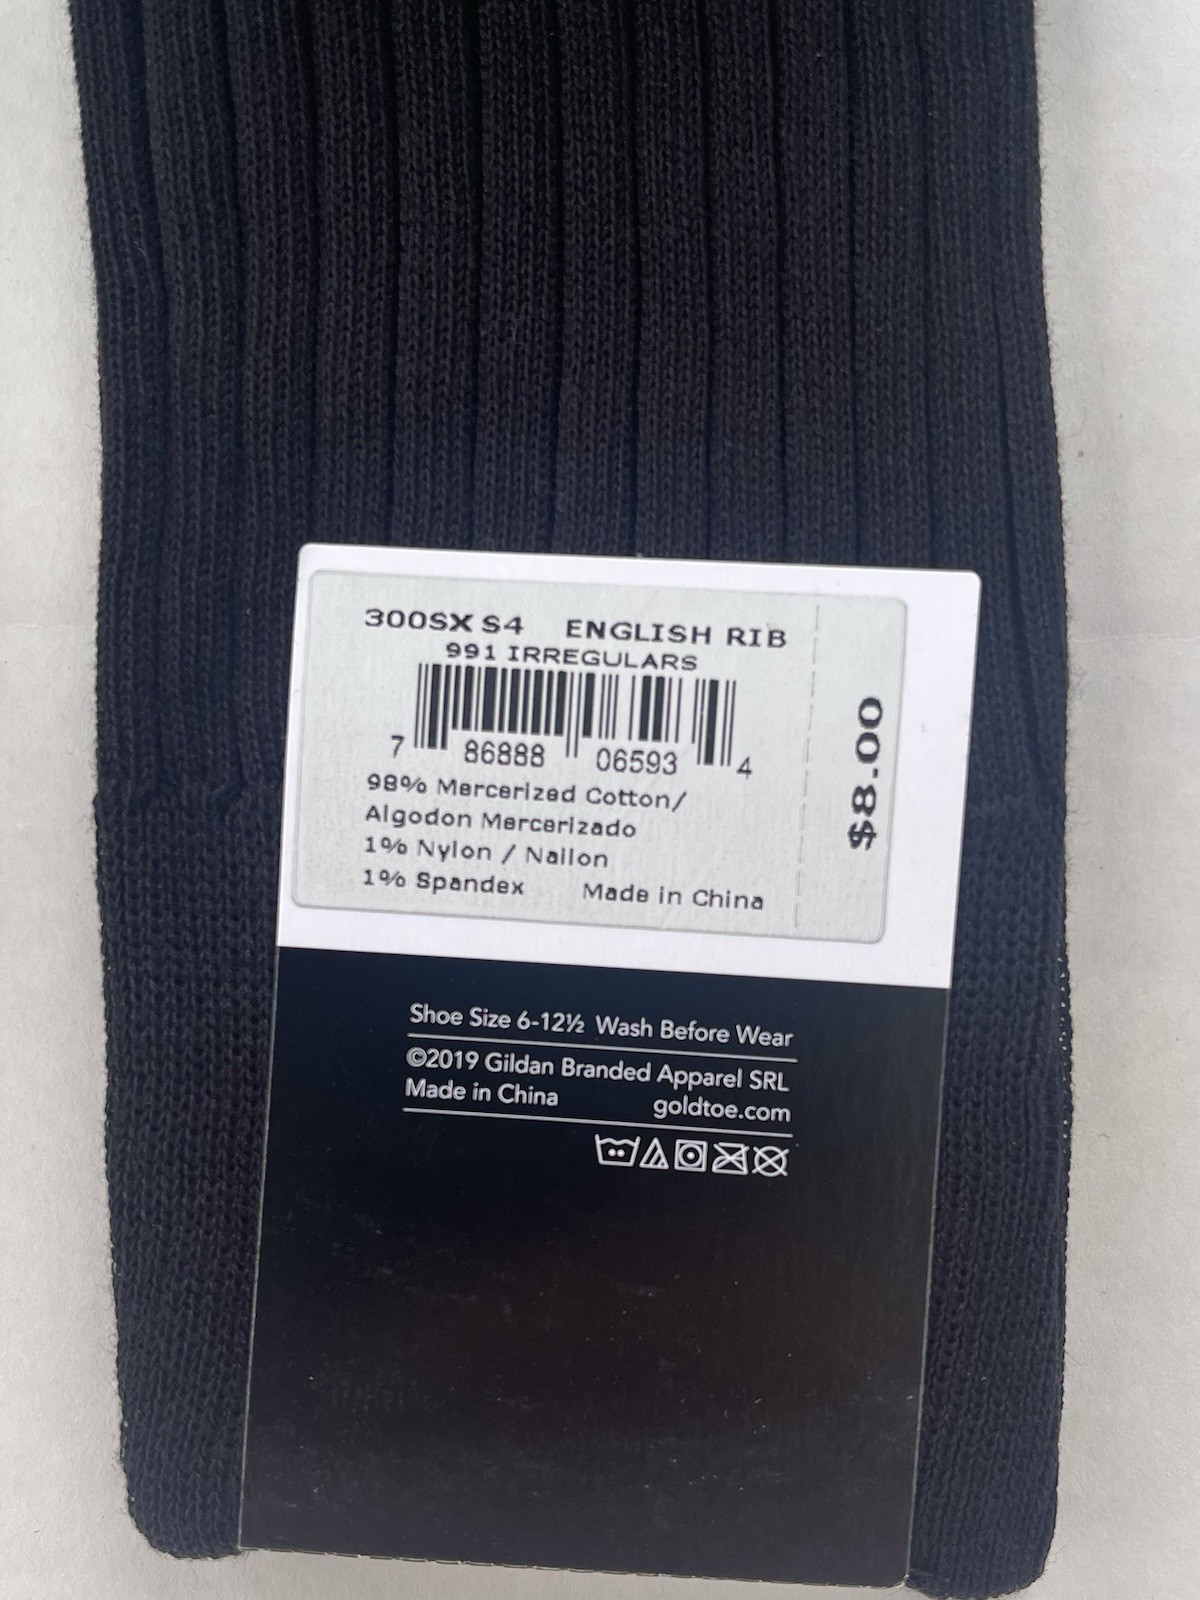 300SX S4 ENGLISH RIB
991 IRREGULARS
7 86888 06593 4
98% Mercerized Cotton/
Algodon Mercerizado
1% Nylon / Nailon
1% Spandex Made in China
$8.00
Shoe Size 6-12½ Wash Before Wear
©2019 Gildan Branded Apparel SRL
Made in China goldtoe.com